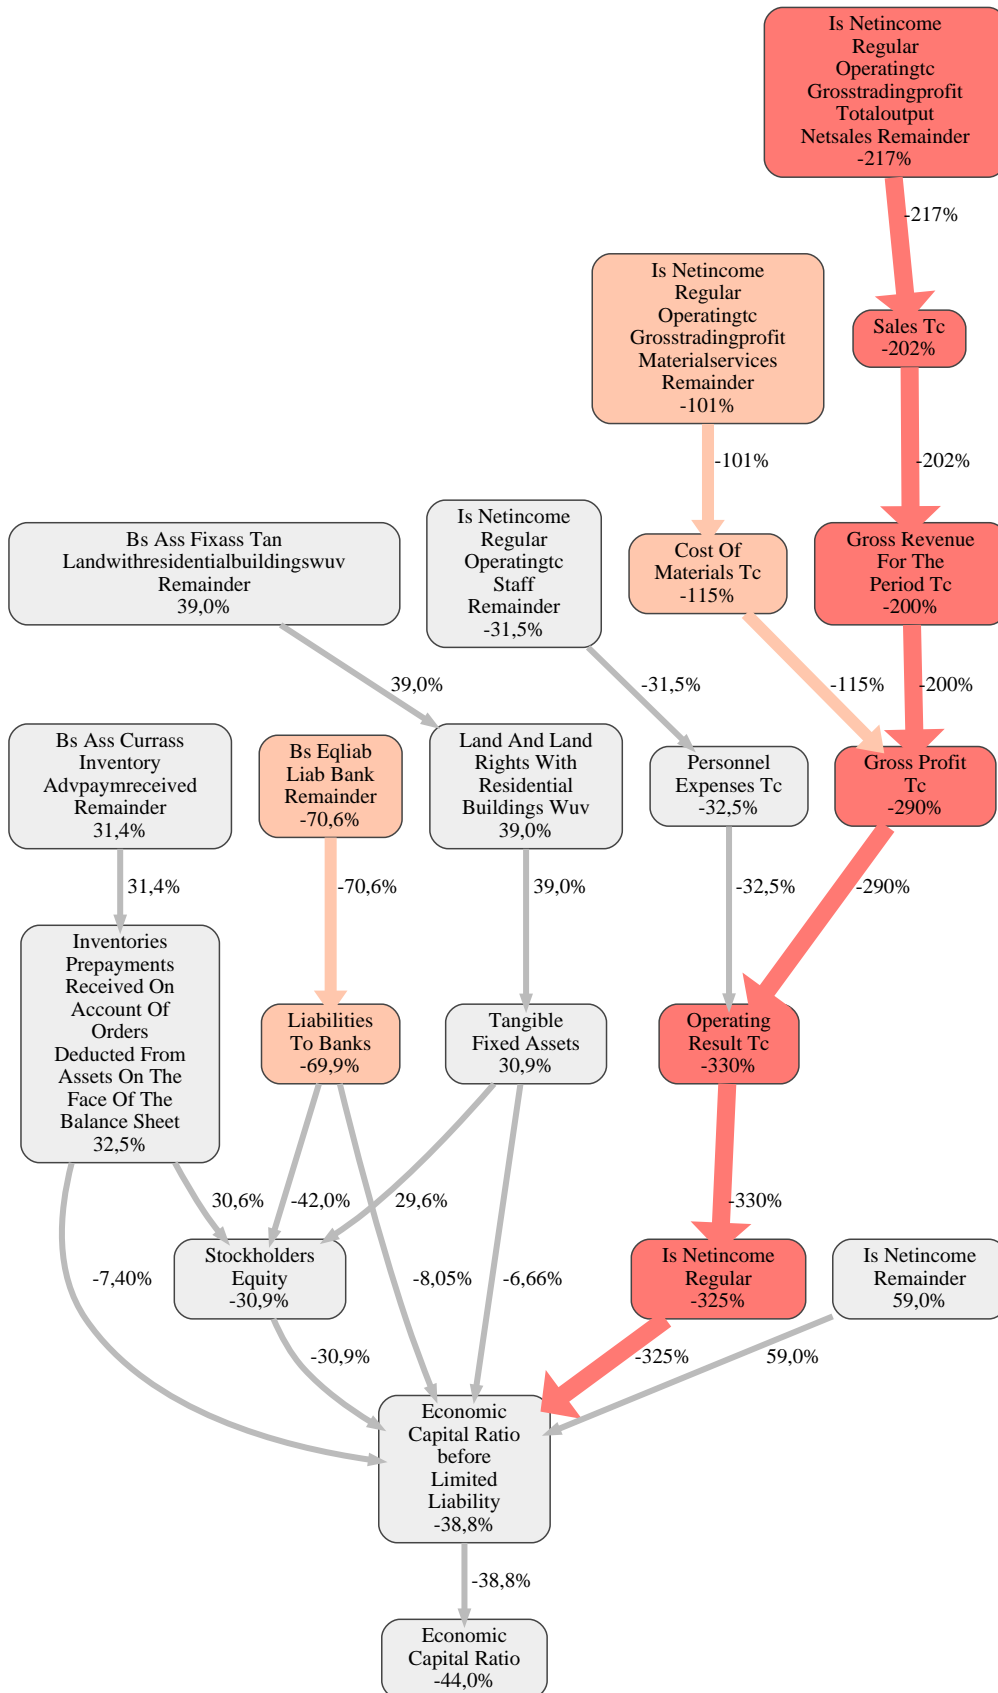 Is Netincome
Regular
Operatingtc
Grosstradingprofit
Totaloutput
Netsales Remainder
-217%
-217%
Is Netincome
Regular
Operatingtc
Grosstradingprofit
Materialservices
Remainder
-101%
Sales Tc
-202%
-101%
-202%
Bs Ass Fixass Tan
Landwithresidentialbuildingswuv
Remainder
39,0%
Is Netincome
Regular
Operatingtc
Staff
Remainder
-31,5%
Cost Of
Materials Tc
-115%
Gross Revenue
For The
Period Tc
-200%
39,0%
-31,5%
-115%
-200%
Bs Ass Currass
Inventory
Advpaymreceived
Remainder
31,4%
Bs Eqliab
Liab Bank
Remainder
-70,6%
Land And Land
Rights With
Residential
Buildings Wuv
39,0%
Personnel
Expenses Tc
-32,5%
Gross Profit
Tc
-290%
31,4%
-70,6%
39,0%
-32,5%
-290%
Inventories
Prepayments
Received On
Account Of
Orders
Deducted From
Assets On The
Face Of The
Balance Sheet
32,5%
Liabilities
To Banks
-69,9%
Tangible
Fixed Assets
30,9%
Operating
Result Tc
-330%
30,6%
-42,0%
29,6%
-330%
Stockholders
Equity
-30,9%
Is Netincome
Regular
-325%
Is Netincome
Remainder
59,0%
-7,40%
-8,05%
-6,66%
-30,9%
-325%
59,0%
Economic
Capital Ratio
before
Limited
Liability
-38,8%
-38,8%
Economic
Capital Ratio
-44,0%